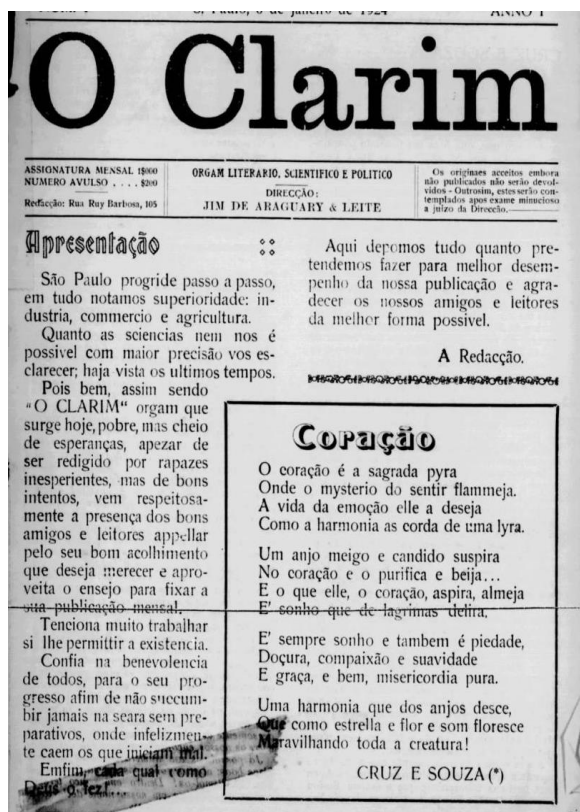 S. Paulo, 6 de janeiro de 1924
ANNO I
O Clarim
ASSIGNATURA MENSAL 1$000
NUMERO AVULSO . . . . $200
Redacção: Rua Ruy Barbosa, 105
ORGAM LITERARIO, SCIENTIFICO E POLITICO
DIRECÇÃO:
JIM DE ARAGUARY & LEITE
Os originaes acceitos embora
não publicados não serão devol-
vidos - Outrosim, estes serão con-
templados apos exame minucioso
a juizo da Direcção.
Apresentação
São Paulo progride passo a passo,
em tudo notamos superioridade: in-
dustria, commercio e agricultura.
Quanto as sciencias nem nos é
possivel com maior precisão vos es-
clarecer; haja vista os ultimos tempos.
Pois bem, assim sendo
"O CLARIM" orgam que
surge hoje, pobre, mas cheio
de esperanças, apezar de
ser redigido por rapazes
inesperientes, mas de bons
intentos, vem respeitosa-
mente a presença dos bons
amigos e leitores appellar
pelo seu bom acolhimento
que deseja merecer e apro-
veita o ensejo para fixar a
sua publicação mensal.
Tenciona muito trabalhar
si lhe permittir a existencia.
Confia na benevolencia
de todos, para o seu pro-
gresso afim de não succum-
bir jamais na seara sem pre-
parativos, onde infelizmen-
te caem os que iniciam mal.
Emfim, cada qual como
Deus o fez!...
Aqui depomos tudo quanto pre-
tendemos fazer para melhor desem-
penho da nossa publicação e agra-
decer os nossos amigos e leitores
da melhor forma possivel.
A Redacção.
Coração
O coração é a sagrada pyra
Onde o mysterio do sentir flammeja.
A vida da emoção elle a deseja
Como a harmonia as corda de uma lyra.
Um anjo meigo e candido suspira
No coração e o purifica e beija...
E o que elle, o coração, aspira, almeja
E' sonho que de lagrimas delira.
E' sempre sonho e tambem é piedade,
Doçura, compaixão e suavidade
E graça, e bem, misericordia pura.
Uma harmonia que dos anjos desce,
Que como estrella e flor e som floresce
Maravilhando toda a creatura!
CRUZ E SOUZA (*)